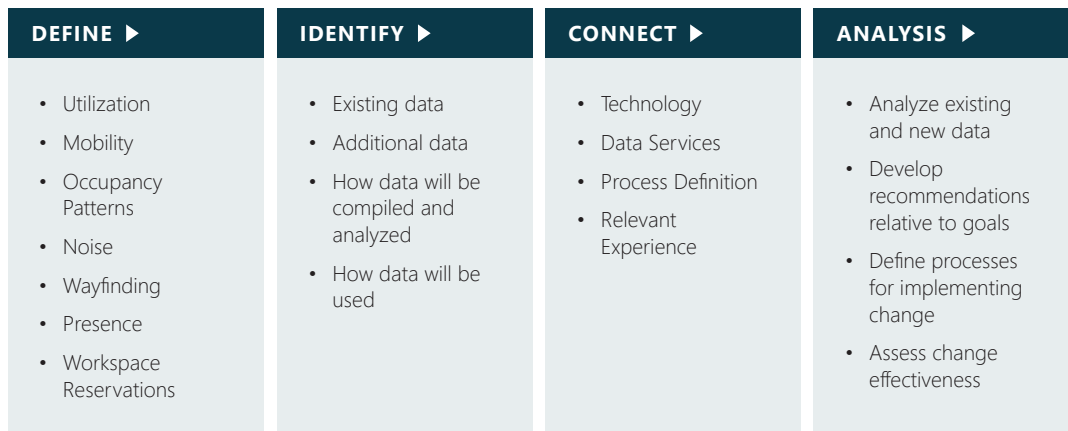 DEFINE
• Utilization
• Mobility
• Occupancy
Patterns
• Noise
• Wayfinding
• Presence
• Workspace
Reservations
IDENTIFY
• Existing data
• Additional data
• How data will be
compiled and
analyzed
• How data will be
used
CONNECT
• Technology
• Data Services
• Process Definition
• Relevant
Experience
ANALYSIS
• Analyze existing
and new data
• Develop
recommendations
relative to goals
• Define processes
for implementing
change
• Assess change
effectiveness